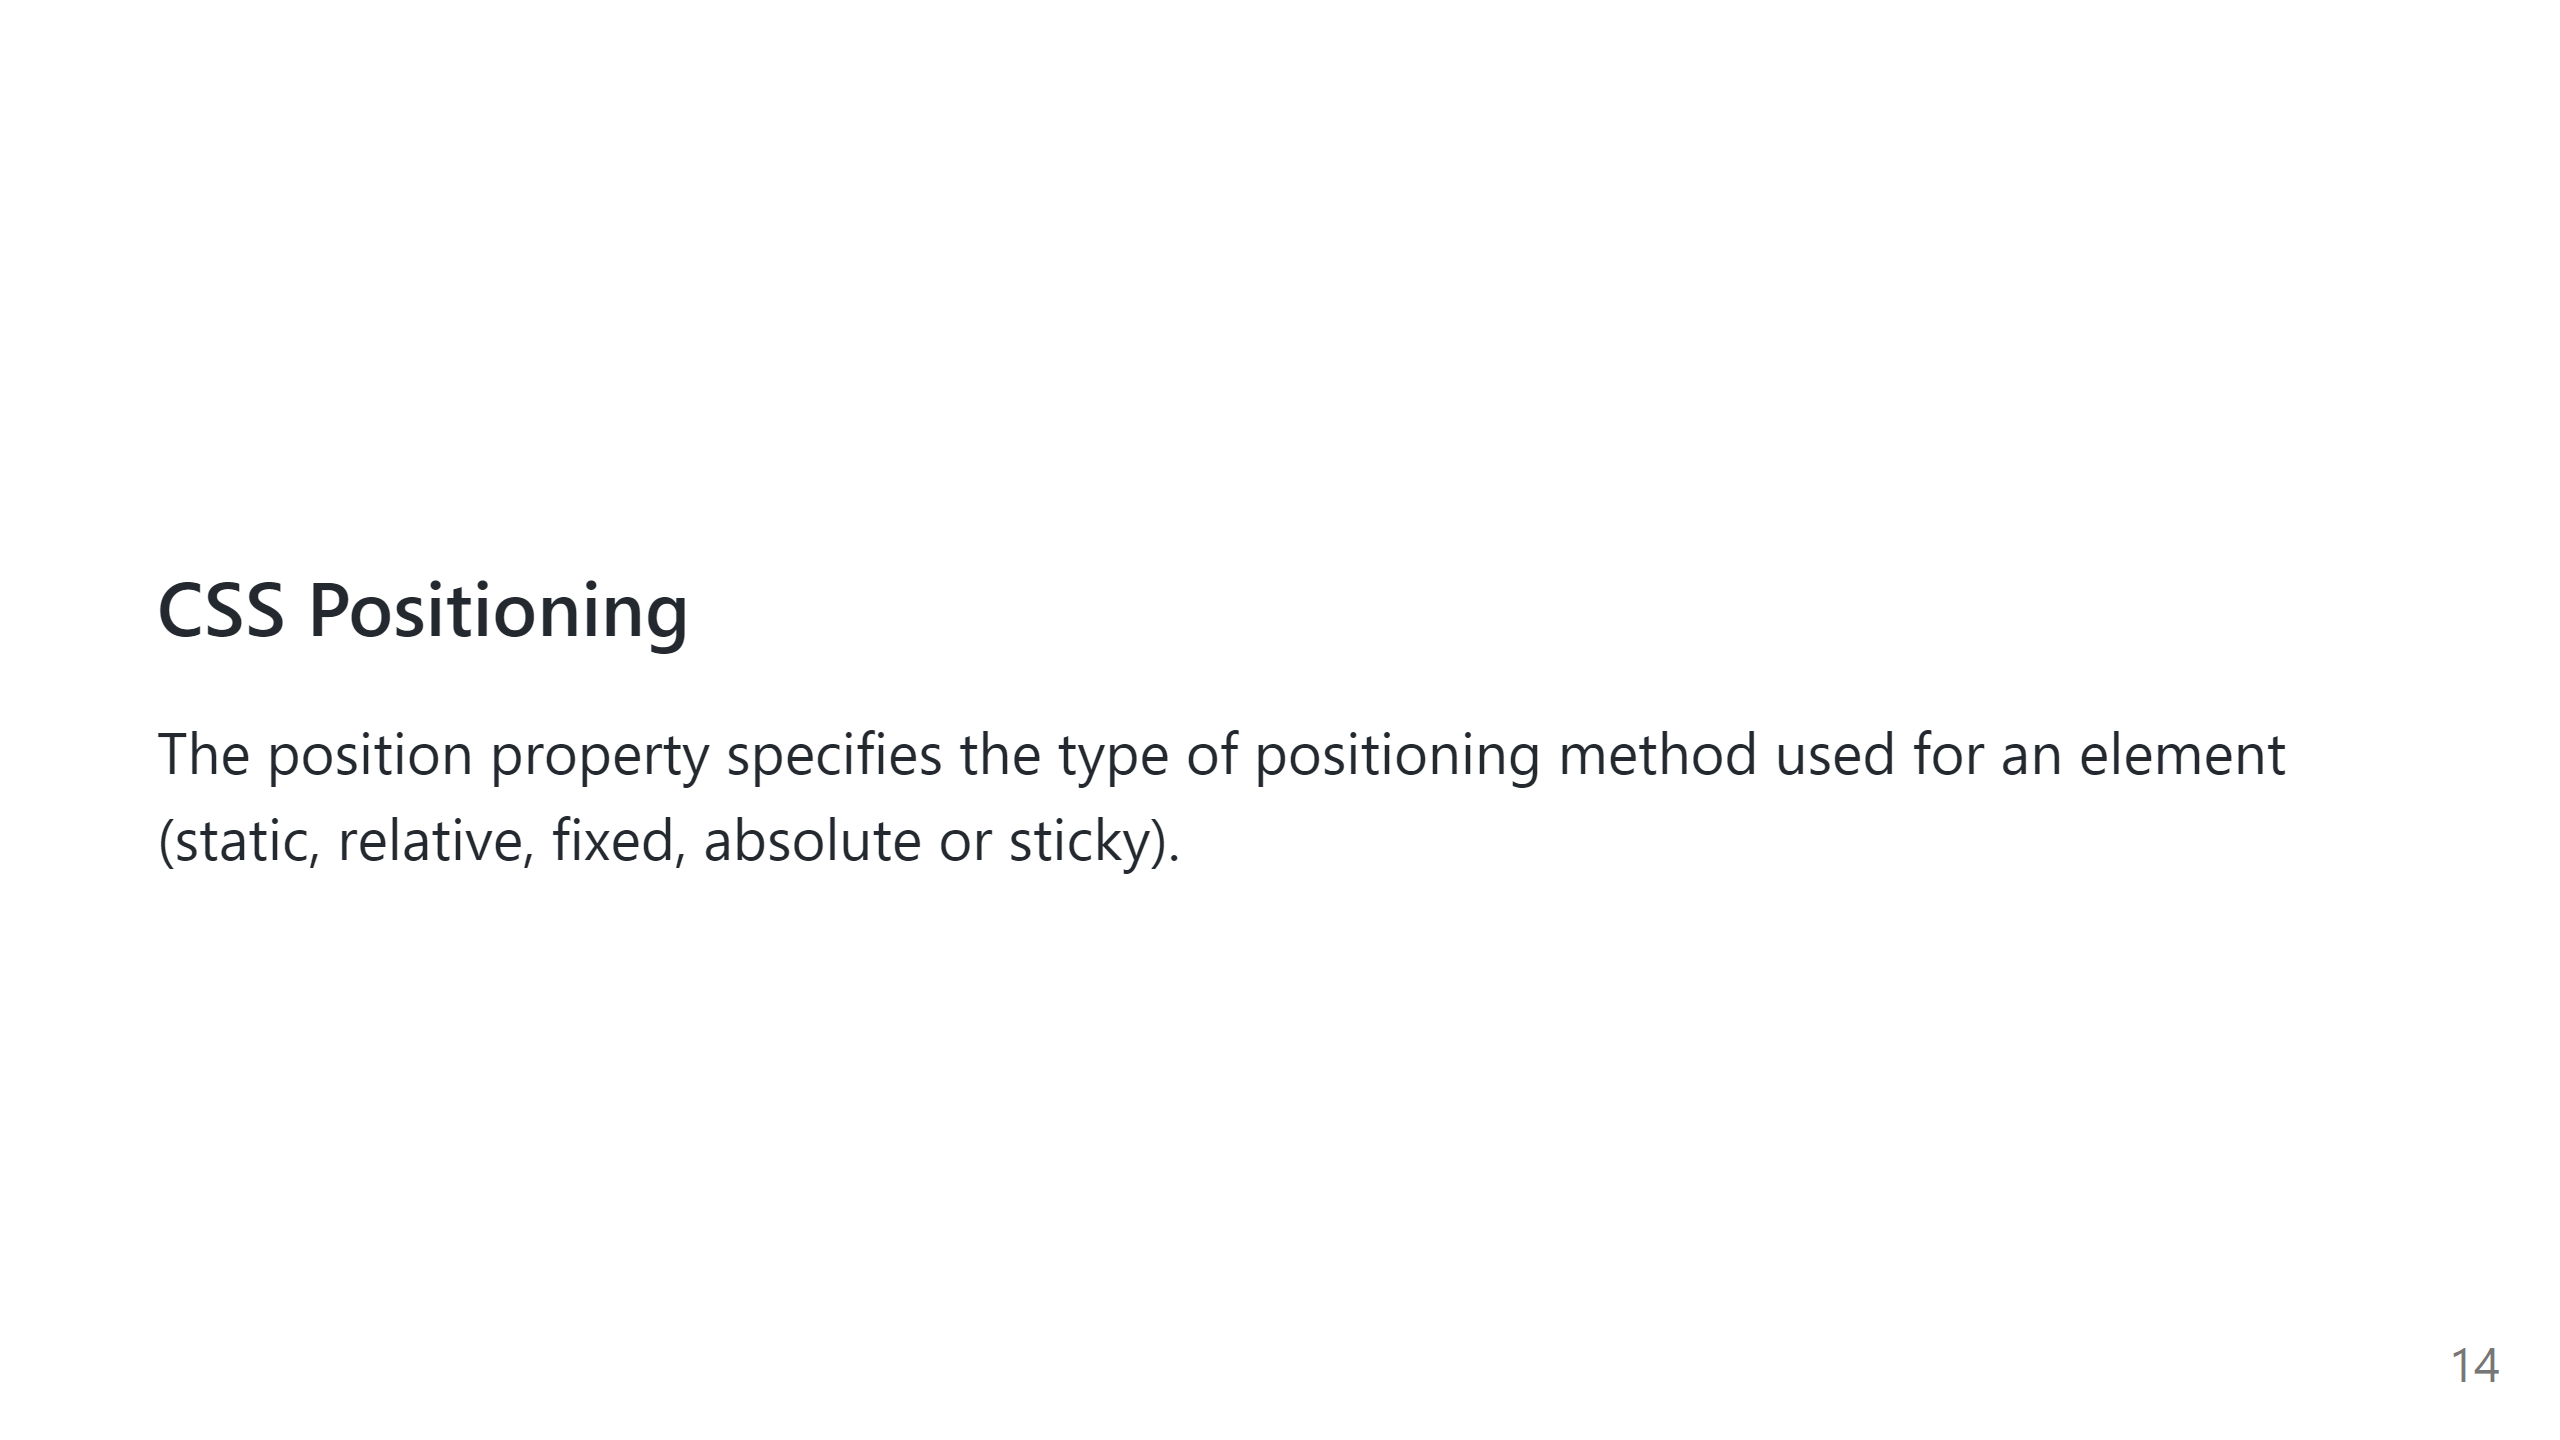 CSS Positioning
The position property specifies the type of positioning method used for an element
(static, relative, fixed, absolute or sticky).
14